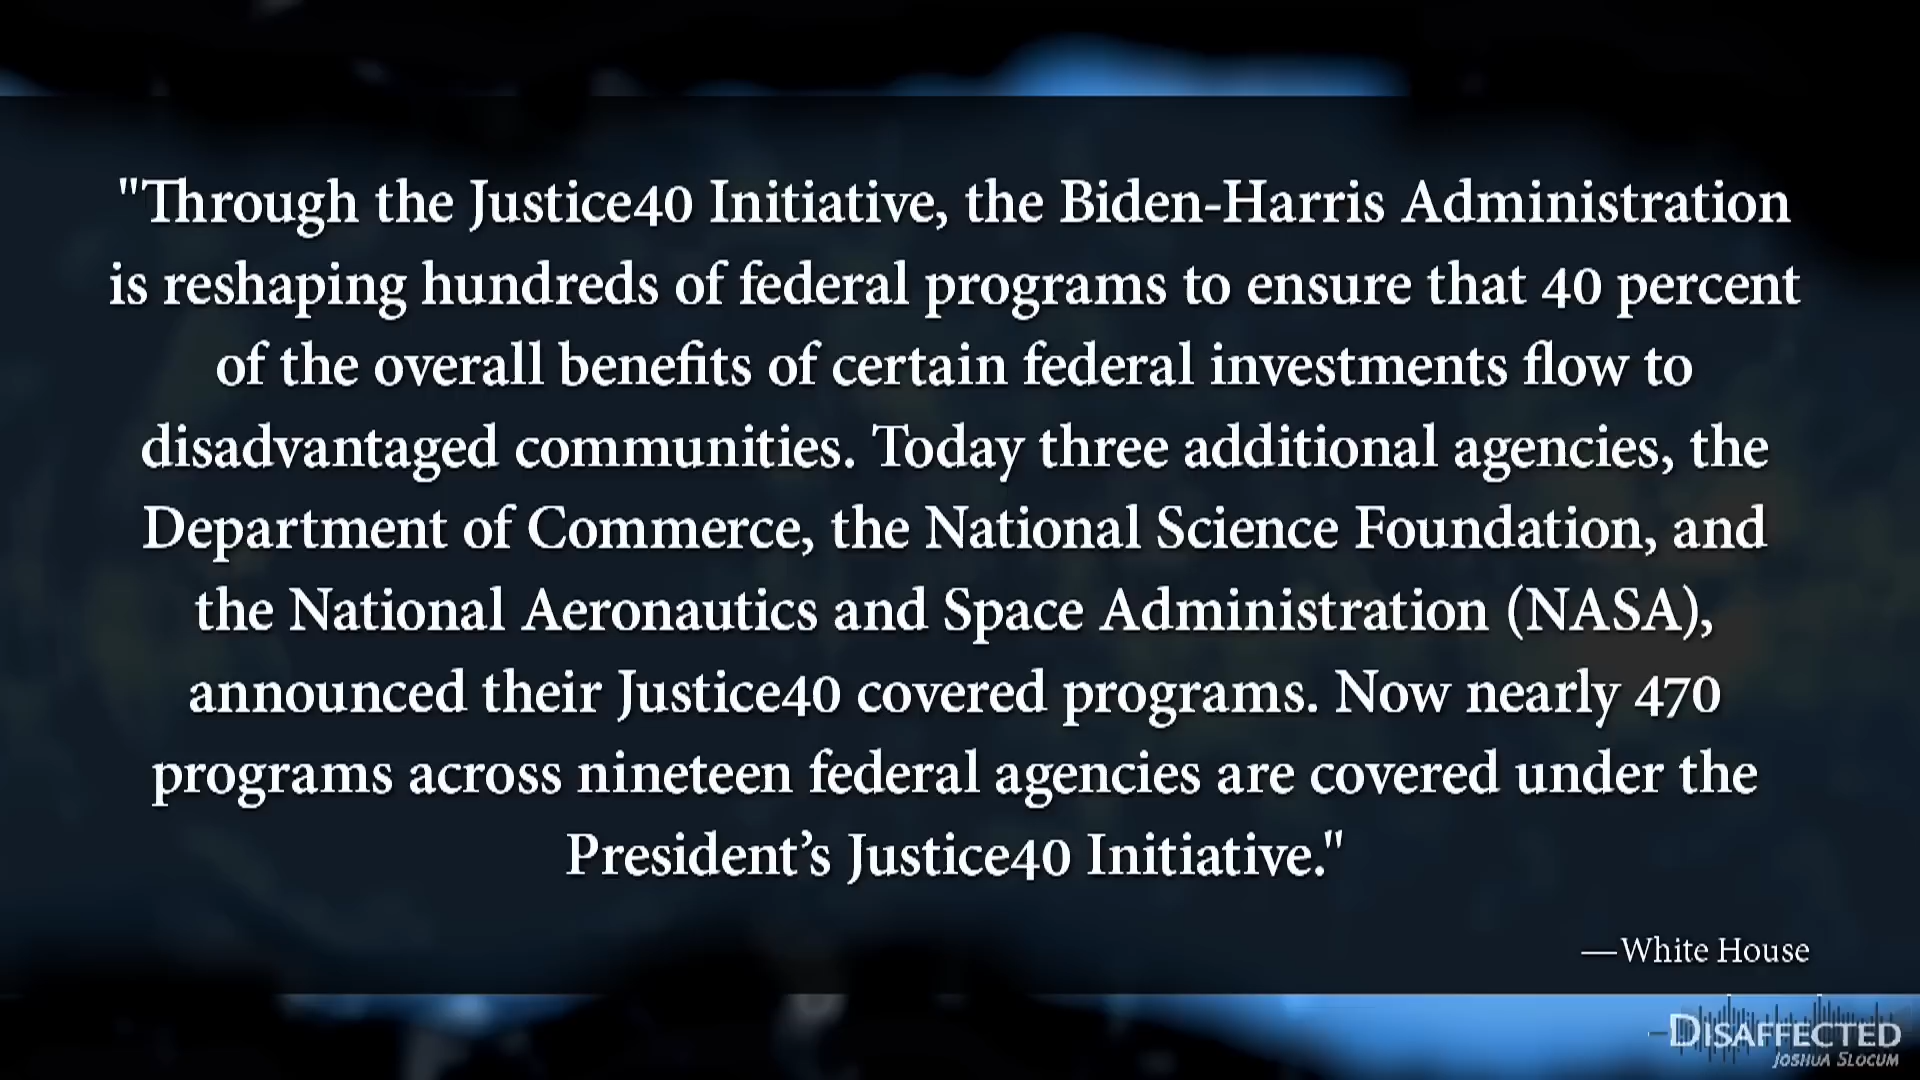 "Through the Justice40 Initiative, the Biden-Harris Administration
is reshaping hundreds of federal programs to ensure that 40 percent
of the overall benefits of certain federal investments flow to
disadvantaged communities. Today three additional agencies, the
Department of Commerce, the National Science Foundation, and
the National Aeronautics and Space Administration (NASA),
announced their Justice40 covered programs. Now nearly 470
programs across nineteen federal agencies are covered under the
President’s Justice40 Initiative."
—White House
DISAFFECTED
JOSHUA SLOCUM